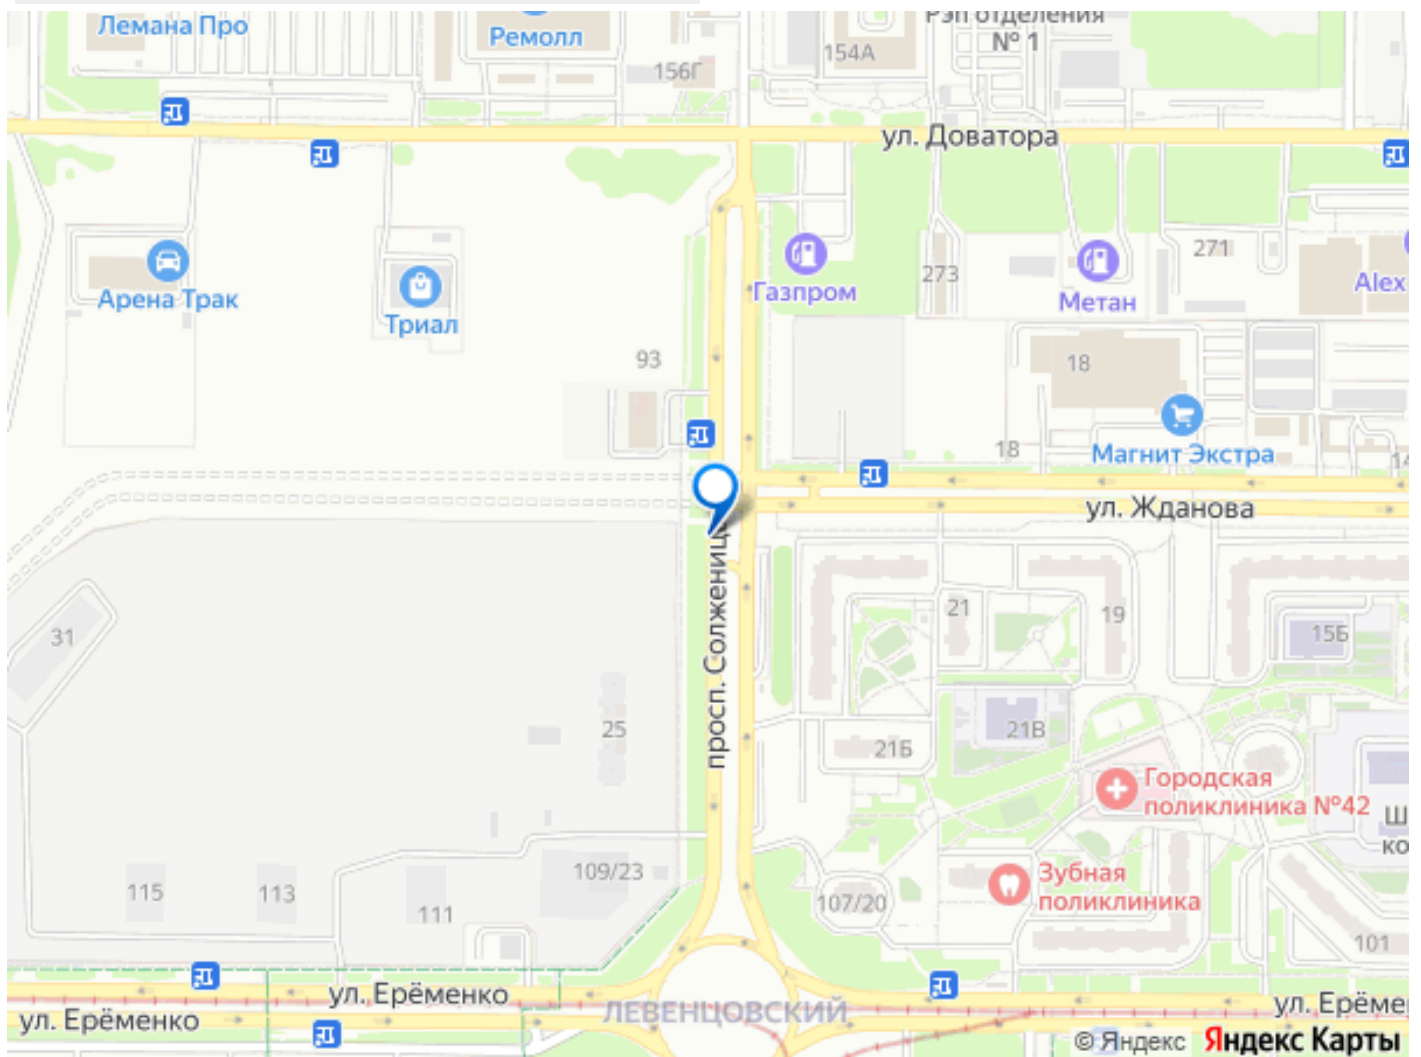 Лемана Про
Ремолл
156Г
154А
РЭП отделения
№ 1
ул. Доватора
Арена Трак
Триал
Газпром
273
Метан
271
Alex
93
18
18
Магнит Экстра
14
ул. Жданова
просп. Солжениц
31
25
21
19
15Б
21Б
21В
Городская
поликлиника №42
Ш
ко
109/23
115
113
111
107/20
Зубная
поликлиника
101
ул. Ерёменко
ул. Ерёменко
ЛЕВЕНЦОВСКИЙ
ул. Ерёме
© Яндекс Яндекс Карты